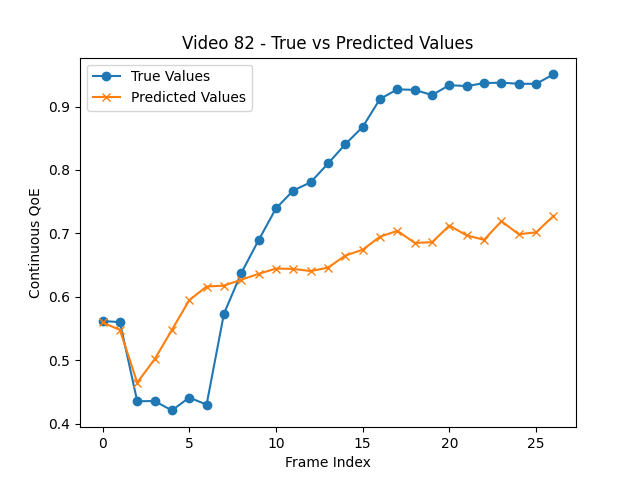 Video 82 - True vs Predicted Values
True Values
Predicted Values
0.9
0.8
0.7
0.6
0.5
0.4
Continuous QoE
0
5
10
15
20
25
Frame Index